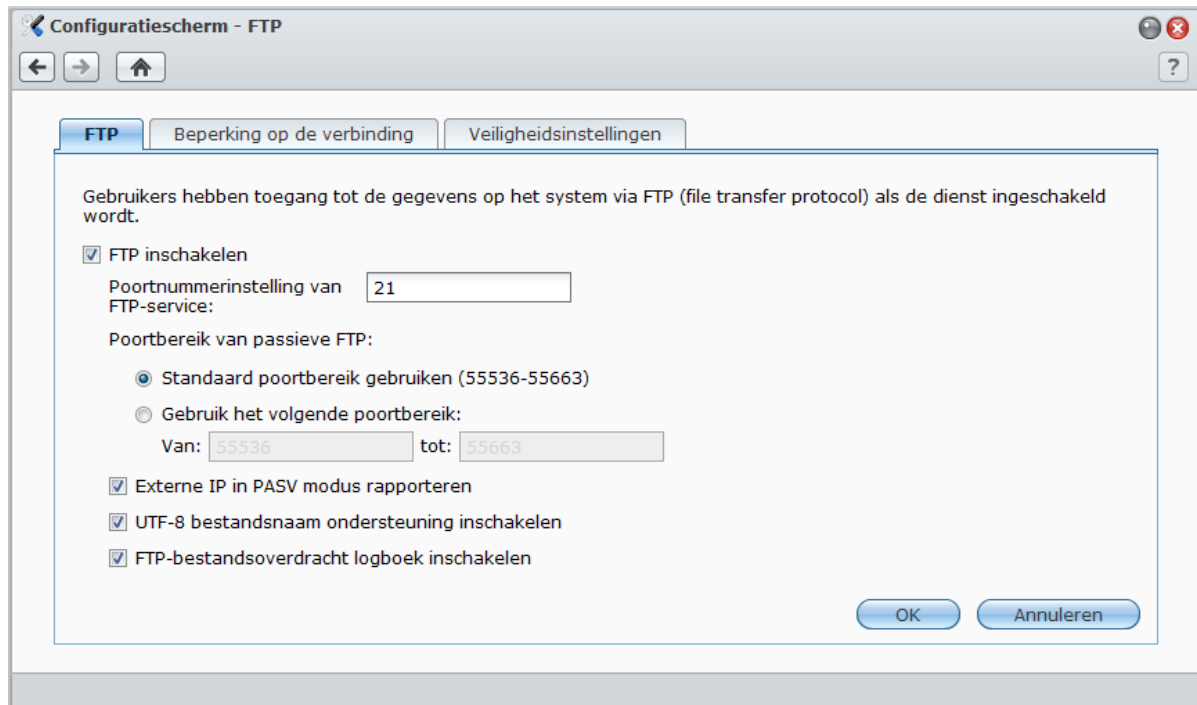 Configuratiescherm - FTP
?
FTP
Beperking op de verbinding
Veiligheidsinstellingen
Gebruikers hebben toegang tot de gegevens op het system via FTP (file transfer protocol) als de dienst ingeschakeld
wordt.
FTP inschakelen
Poortnummerinstelling van
FTP-service:
21
Poortbereik van passieve FTP:
Standaard poortbereik gebruiken (55536-55663)
Gebruik het volgende poortbereik:
Van: 55536 tot: 55663
Externe IP in PASV modus rapporteren
UTF-8 bestandsnaam ondersteuning inschakelen
FTP-bestandsoverdracht logboek inschakelen
OK
Annuleren